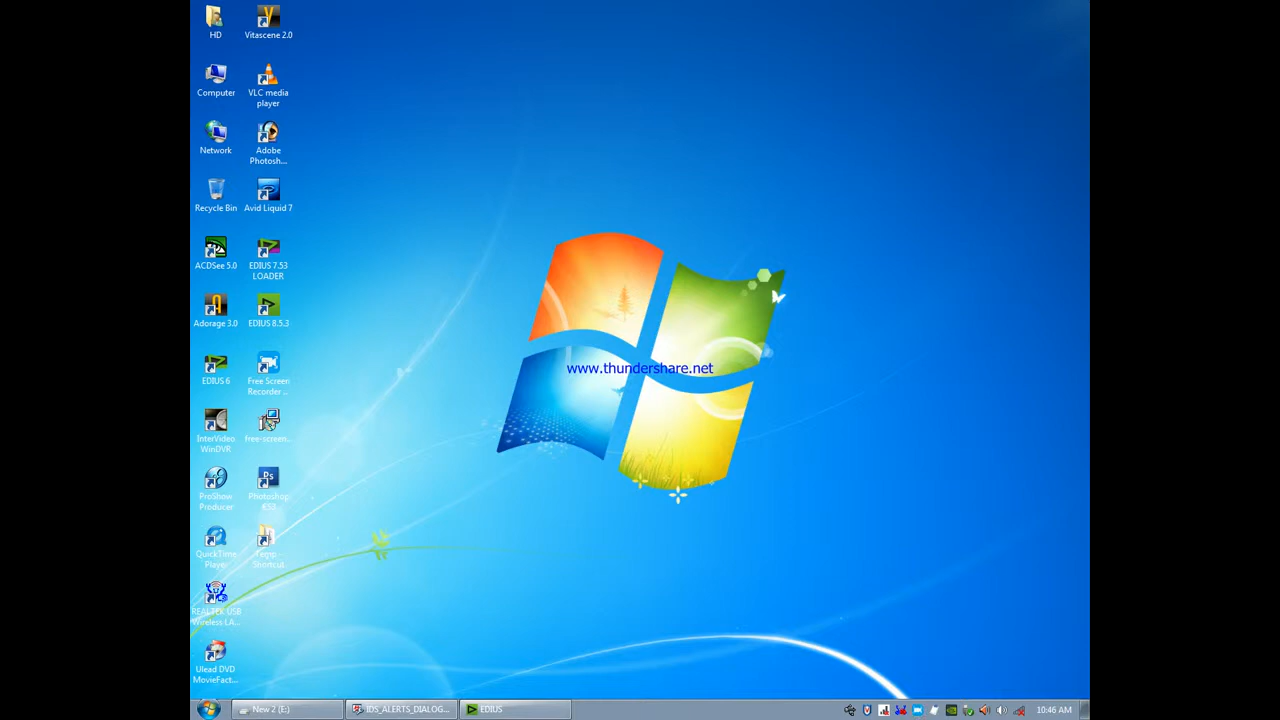 HD
Vitascene 2.0
Computer
VLC media
player
Network
Adobe
Photosh...
Recycle Bin
Avid Liquid 7
ACDSee 5.0
EDIUS 7.53
LOADER
Adorage 3.0
EDIUS 8.5.3
EDIUS 6
Free Screen
Recorder ...
InterVideo
WinDVR
free-screen...
ProShow
Producer
Photoshop
CS3
QuickTime
Player
Temp -
Shortcut
REALTEK USB
Wireless LA...
Ulead DVD
MovieFact...
www.thundershare.net
New 2 (E:)
IDS_ALERTS_DIALOG...
EDIUS
10:46 AM